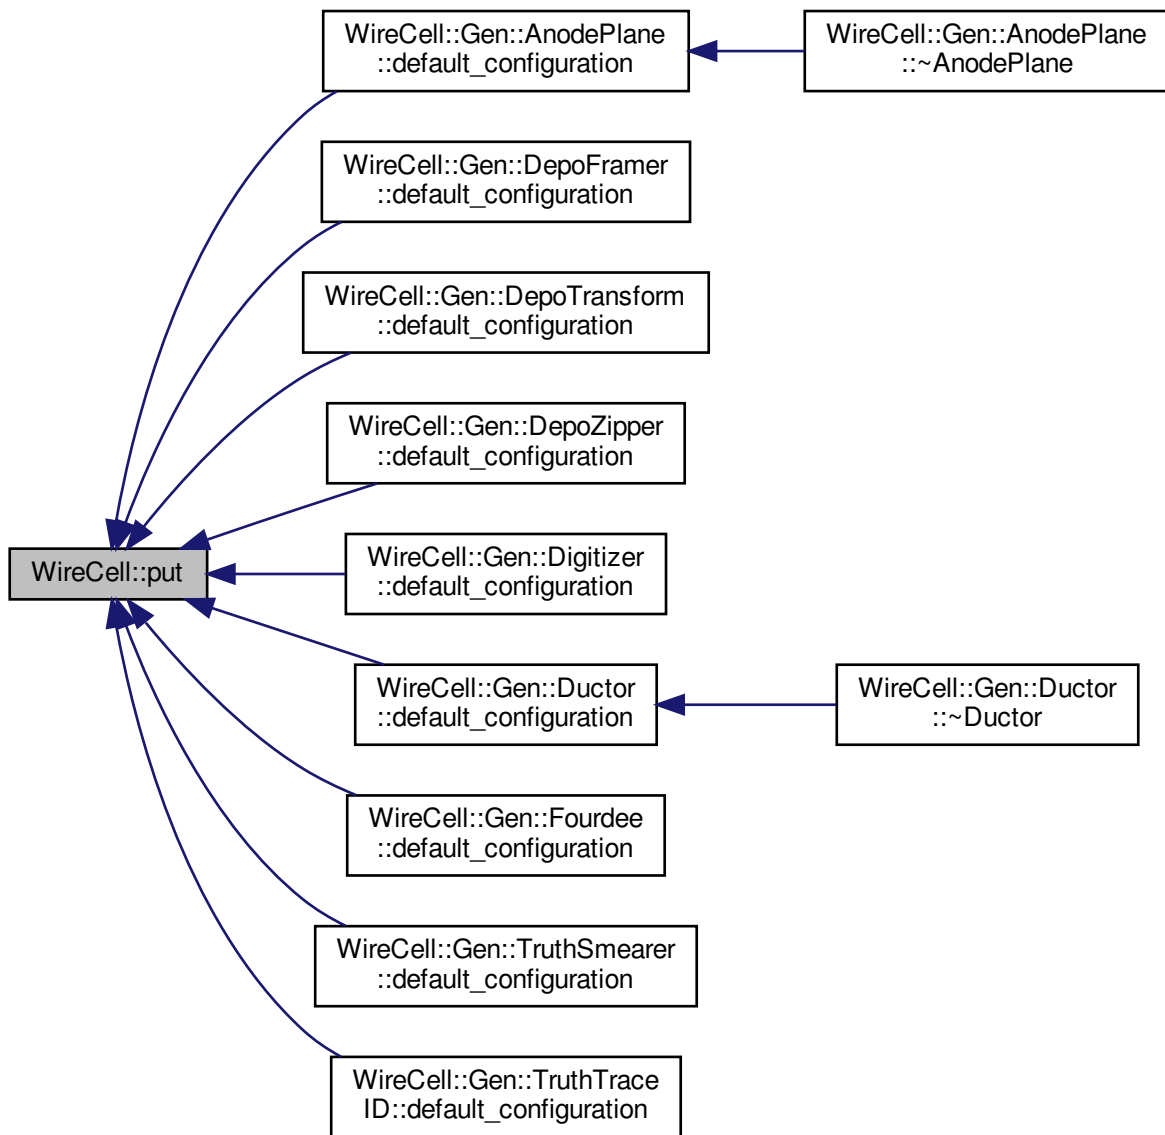 WireCell::Gen::AnodePlane
::default_configuration
WireCell::Gen::AnodePlane
::~AnodePlane
WireCell::Gen::DepoFramer
::default_configuration
WireCell::Gen::DepoTransform
::default_configuration
WireCell::Gen::DepoZipper
::default_configuration
WireCell::put
WireCell::Gen::Digitizer
::default_configuration
WireCell::Gen::Ductor
::default_configuration
WireCell::Gen::Ductor
::~Ductor
WireCell::Gen::Fourdee
::default_configuration
WireCell::Gen::TruthSmearer
::default_configuration
WireCell::Gen::TruthTrace
ID::default_configuration